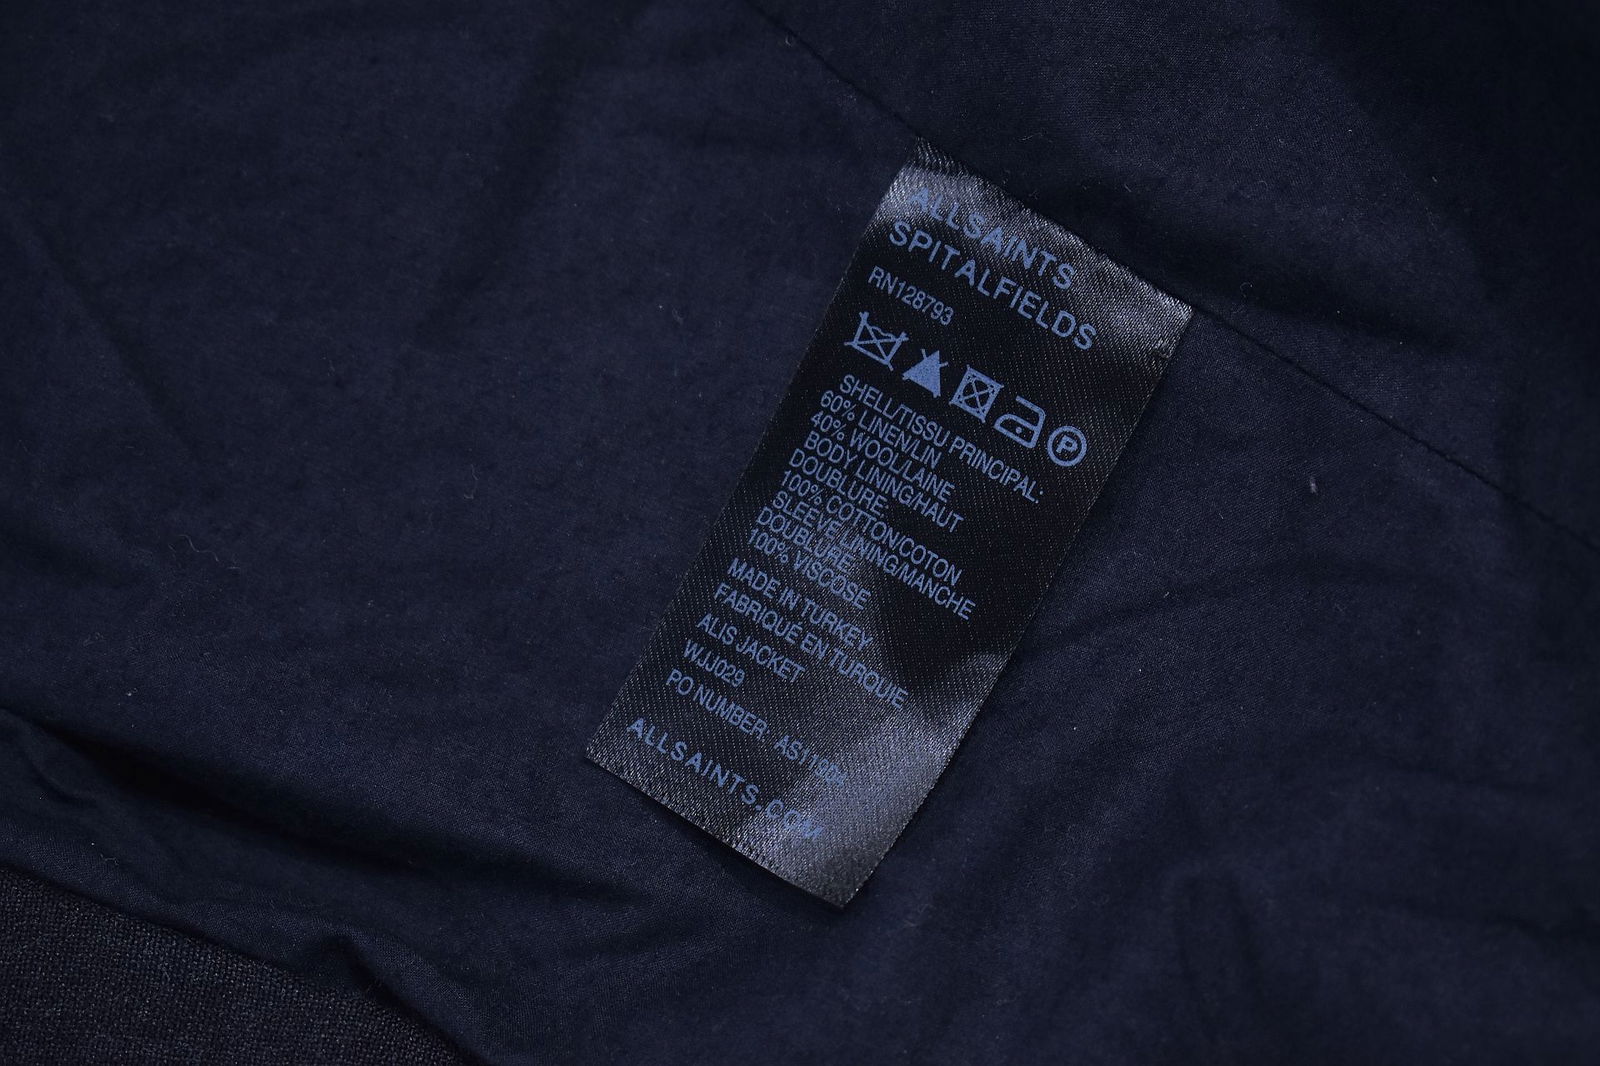 ALLSAINTS
SPITALFIELDS
RN128793
P
SHELL/TISSU PRINCIPAL:
60% LINEN/LIN
40% WOOL/LAINE
BODY LINING/HAUT
DOUBLURE:
100% COTTON/COTON
SLEEVE LINING/MANCHE
DOUBLURE:
100% VISCOSE
MADE IN TURKEY
FABRIQUÉ EN TURQUIE
ALIS JACKET
WJJ029
PO NUMBER:
ALLSAINTS.COM